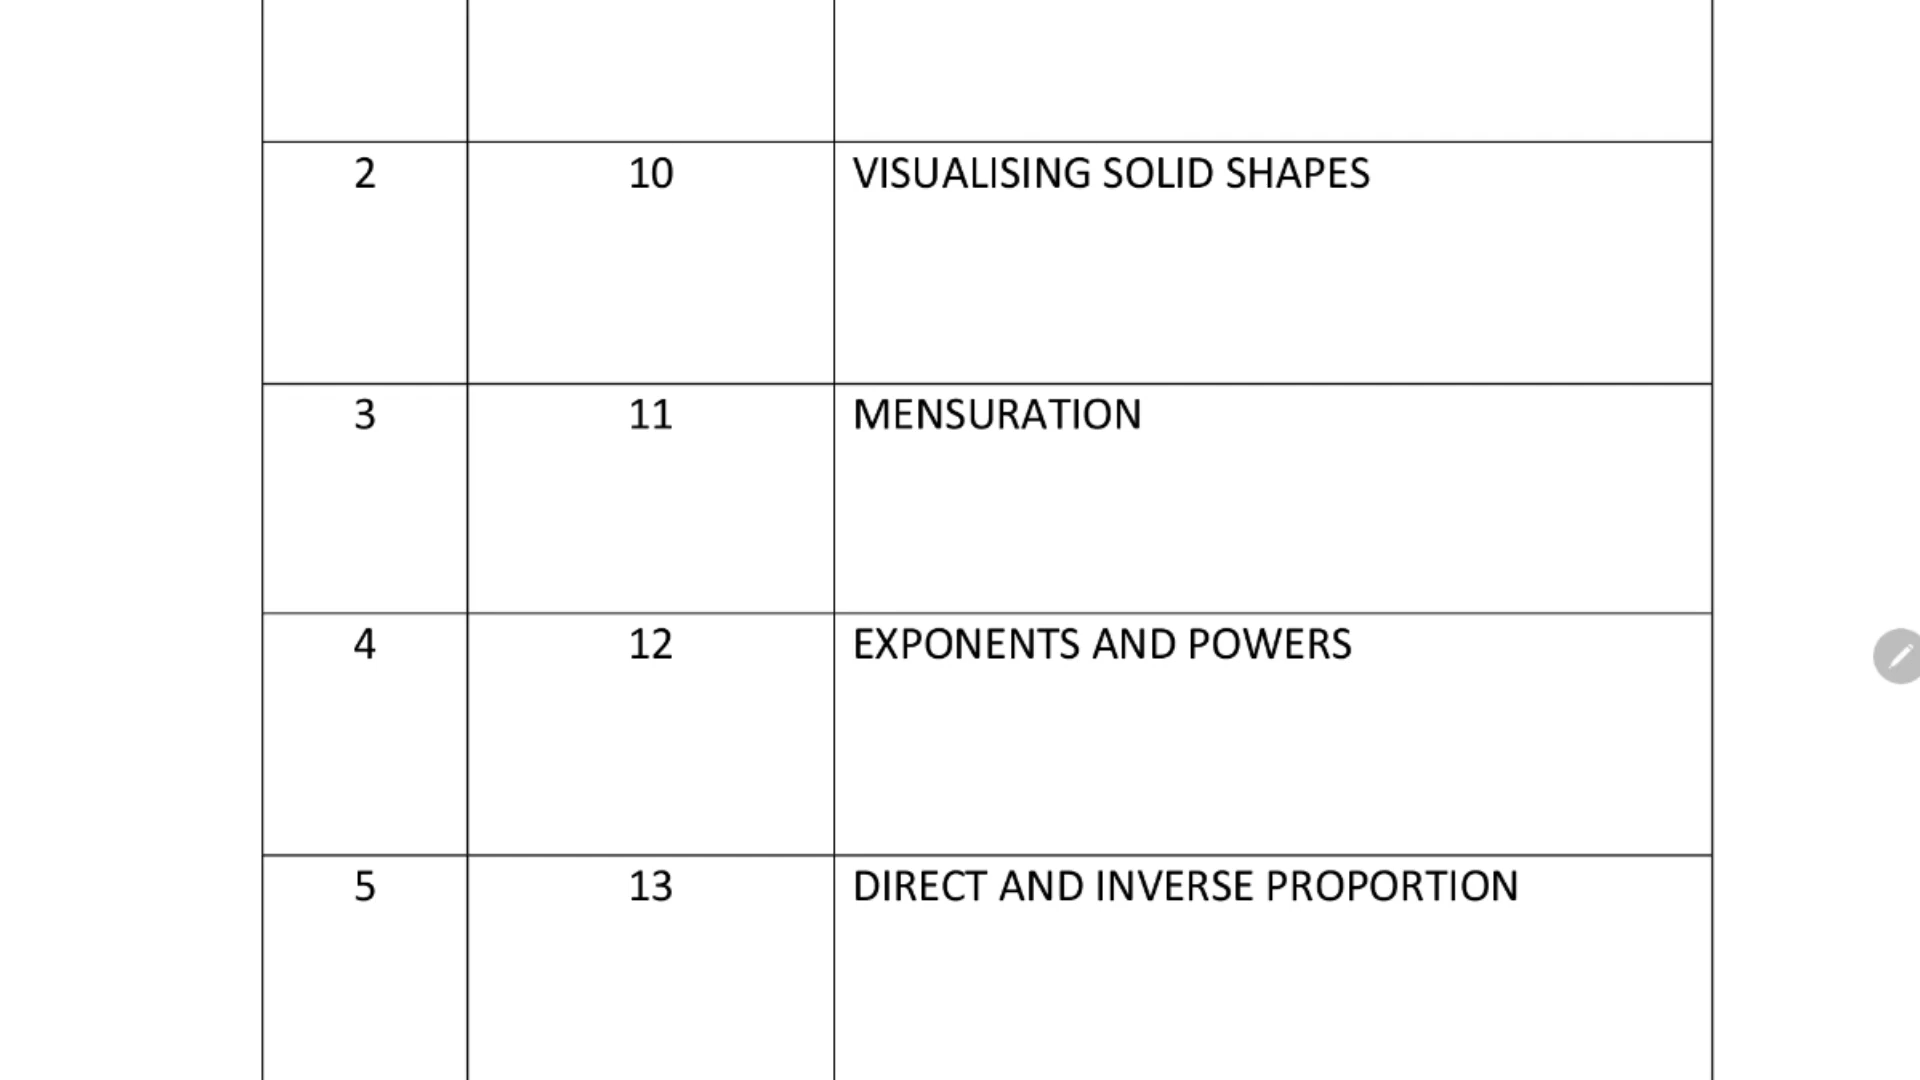 2 10 VISUALISING SOLID SHAPES
3 11 MENSURATION
4 12 EXPONENTS AND POWERS
5 13 DIRECT AND INVERSE PROPORTION